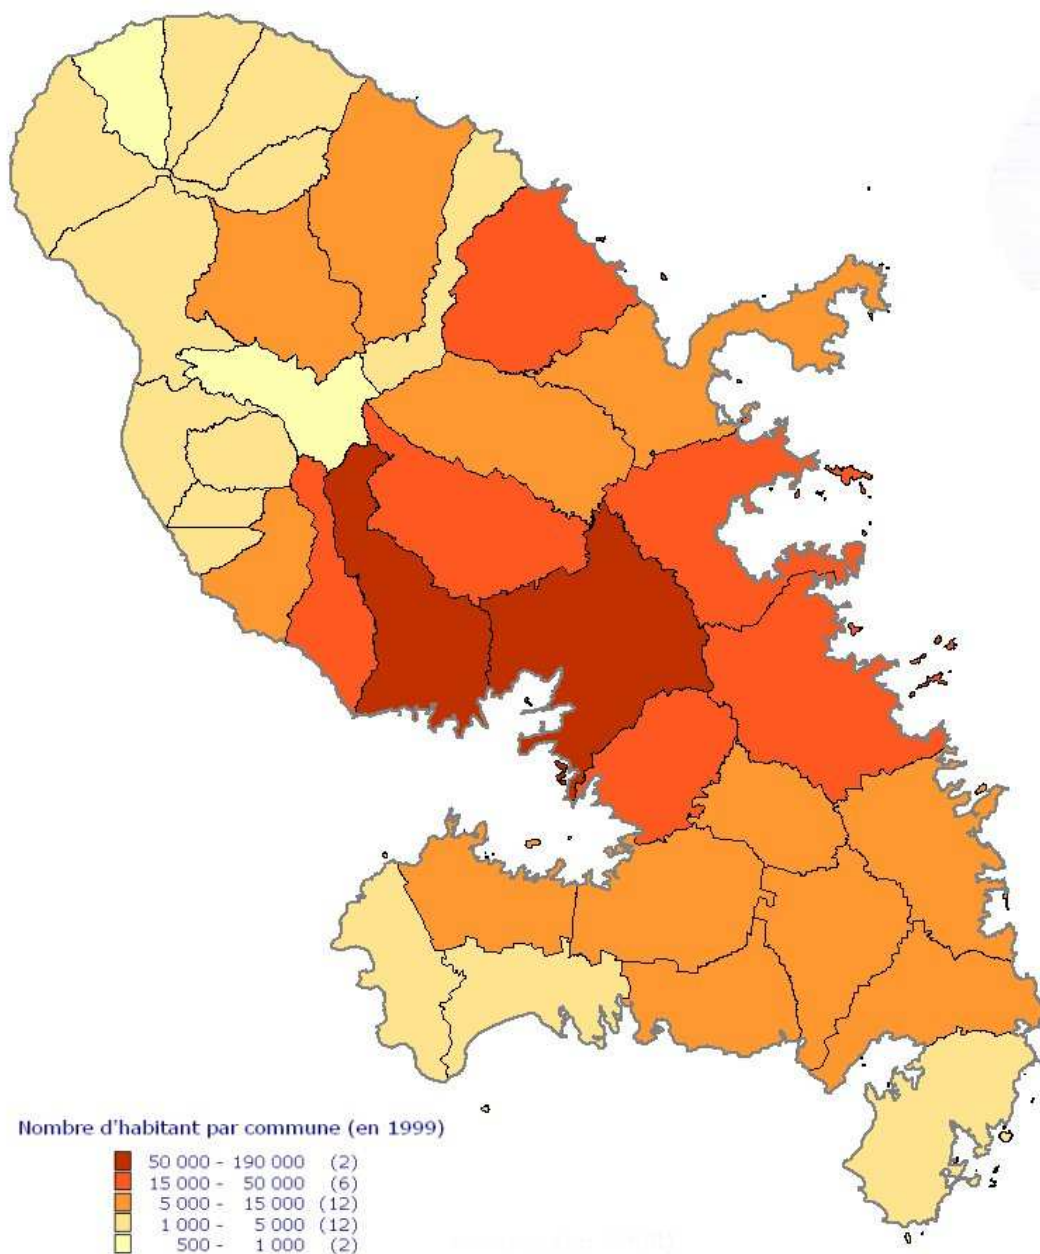 Nombre d'habitant par commune (en 1999)
50 000 - 190 000 (2)
15 000 - 50 000 (6)
5 000 - 15 000 (12)
1 000 - 5 000 (12)
500 - 1 000 (2)